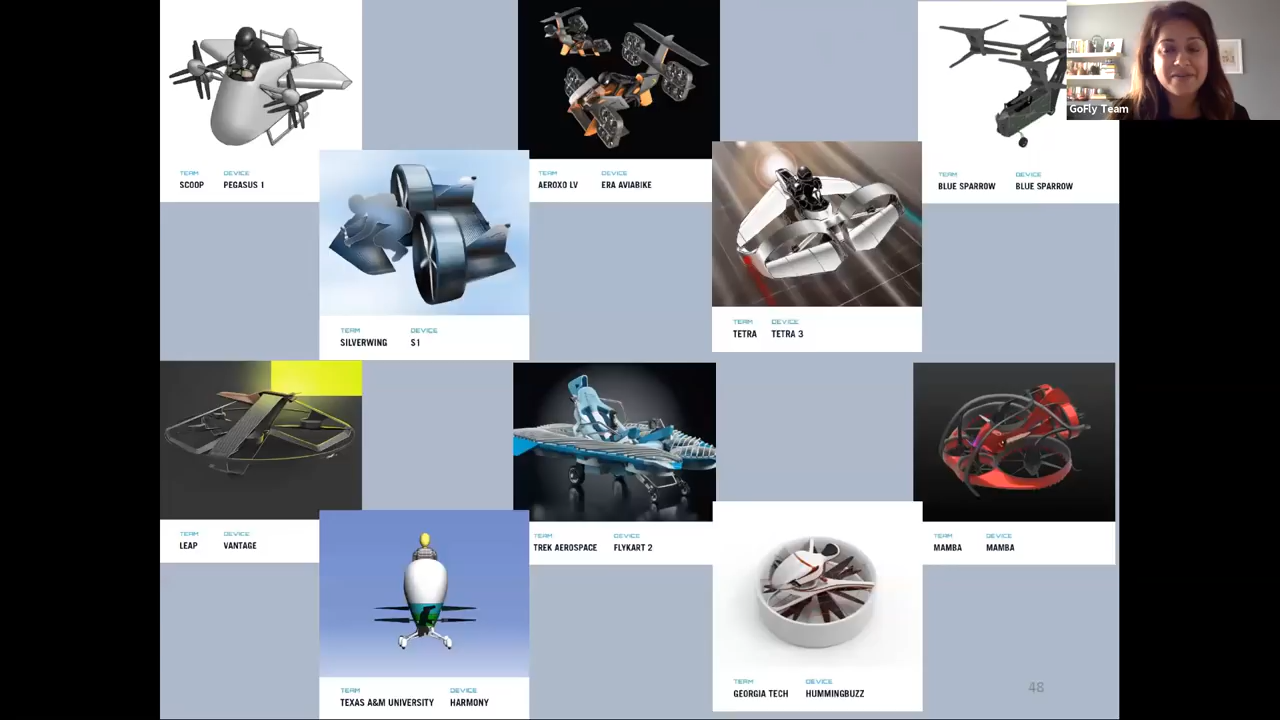 GoFly Team
TEAM DEVICE
SCOOP PEGASUS 1
TEAM DEVICE
AEROXO LV ERA AVIABIKE
TEAM DEVICE
BLUE SPARROW BLUE SPARROW
TEAM DEVICE
SILVERWING S1
TEAM DEVICE
TETRA TETRA 3
TEAM DEVICE
LEAP VANTAGE
TEAM DEVICE
TREK AEROSPACE FLYKART 2
TEAM DEVICE
MAMBA MAMBA
TEAM DEVICE
TEXAS A&M UNIVERSITY HARMONY
TEAM DEVICE
GEORGIA TECH HUMMINGBUZZ
48